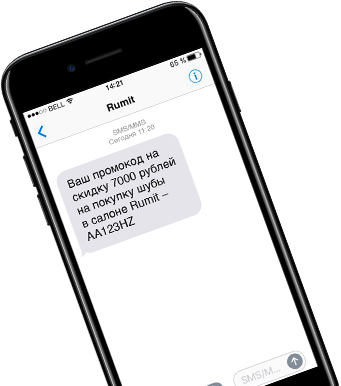 BELL 14:21 65 %
Rumit
SMS/MMS
Сегодня 11:20
Ваш промокод на
скидку 7000 рублей
на покупку шубы
в салоне Rumit –
AA123HZ
SMS/M...